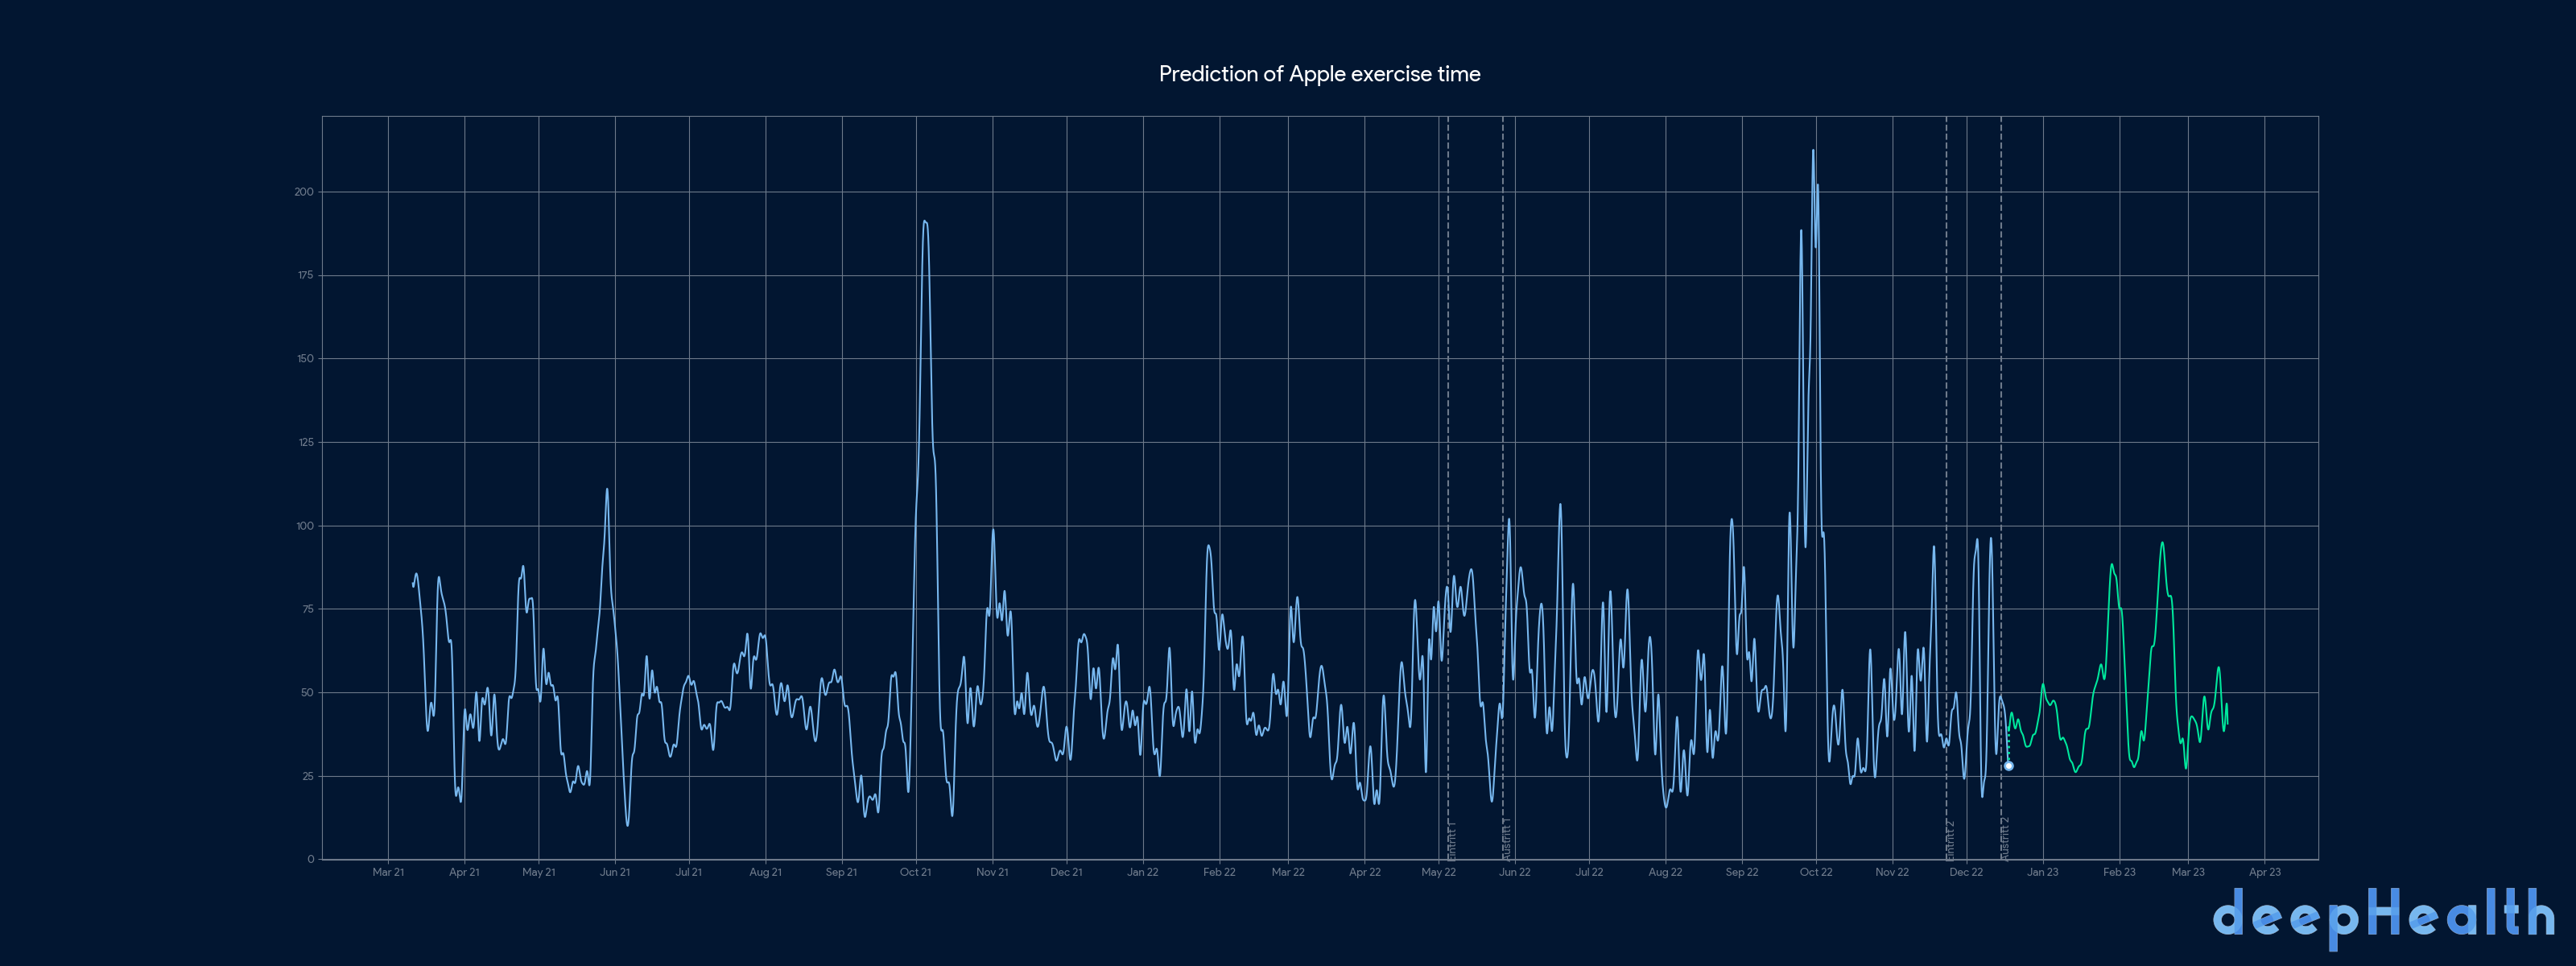 Prediction of Apple exercise time
200
175
150
125
100
75
50
25
0
Eintritt 1
Austritt 1
Eintritt 2
Austritt 2
Mar 21 Apr 21 May 21 Jun 21 Jul 21 Aug 21 Sep 21 Oct 21 Nov 21 Dec 21 Jan 22 Feb 22 Mar 22 Apr 22 May 22 Jun 22 Jul 22 Aug 22 Sep 22 Oct 22 Nov 22 Dec 22 Jan 23 Feb 23 Mar 23 Apr 23
deepHealth